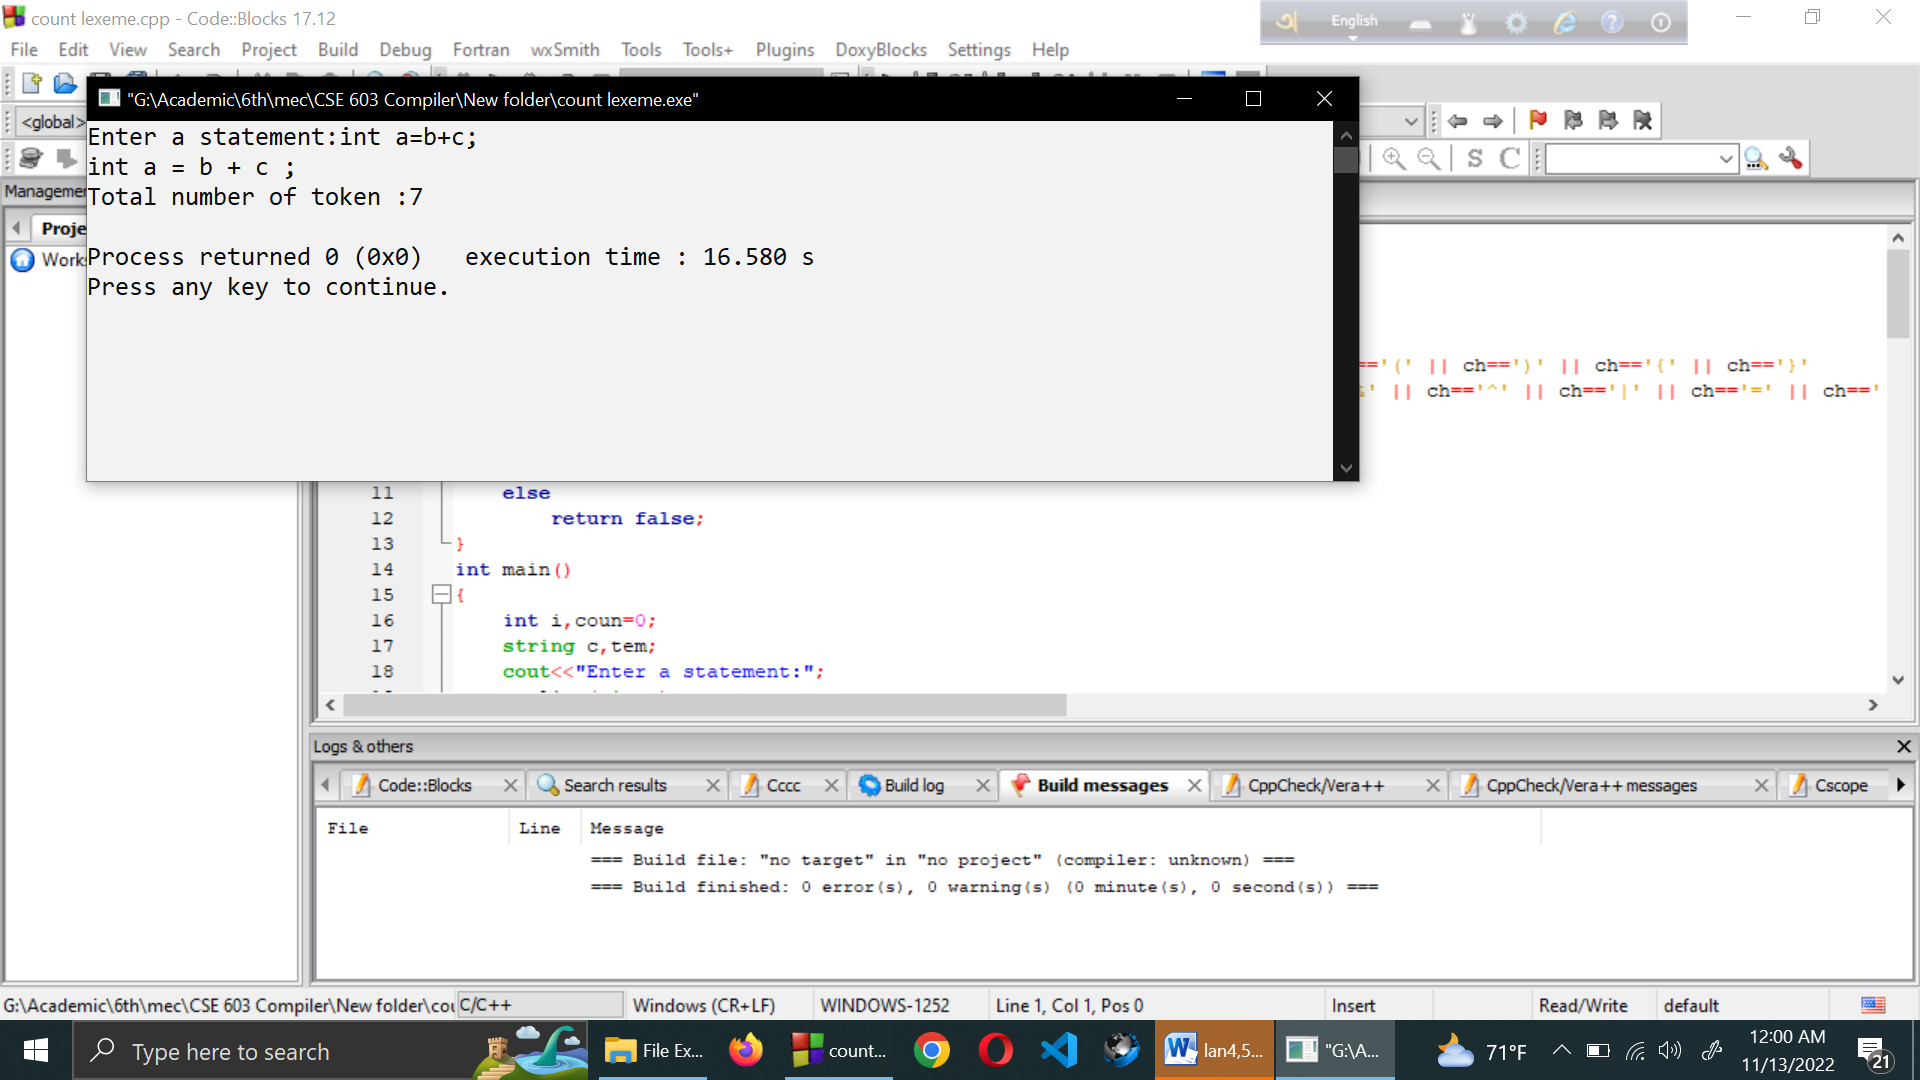 count lexeme.cpp - Code::Blocks 17.12
English
File Edit View Search Project Build Debug Fortran wxSmith Tools Tools+ Plugins DoxyBlocks Settings Help
"G:\Academic\6th\mec\CSE 603 Compiler\New folder\count lexeme.exe"
<global>
Enter a statement:int a=b+c;
int a = b + c ;
Total number of token :7
Process returned 0 (0x0)   execution time : 16.580 s
Press any key to continue.
S C
=='(' || ch==')' || ch=='{' || ch=='}'
' || ch=='^' || ch=='|' || ch=='=' || ch=='
11 else
12 return false;
13 }
14 int main()
15 {
16 int i,coun=0;
17 string c,tem;
18 cout<<"Enter a statement:";
Logs & others
Code::Blocks Search results Cccc Build log Build messages CppCheck/Vera++ CppCheck/Vera++ messages Cscope
File Line Message
=== Build file: "no target" in "no project" (compiler: unknown) ===
=== Build finished: 0 error(s), 0 warning(s) (0 minute(s), 0 second(s)) ===
G:\Academic\6th\mec\CSE 603 Compiler\New folder\cou C/C++ Windows (CR+LF) WINDOWS-1252 Line 1, Col 1, Pos 0 Insert Read/Write default
Type here to search File Ex... count... lan4,5... "G:\A... 71°F 12:00 AM
11/13/2022 21